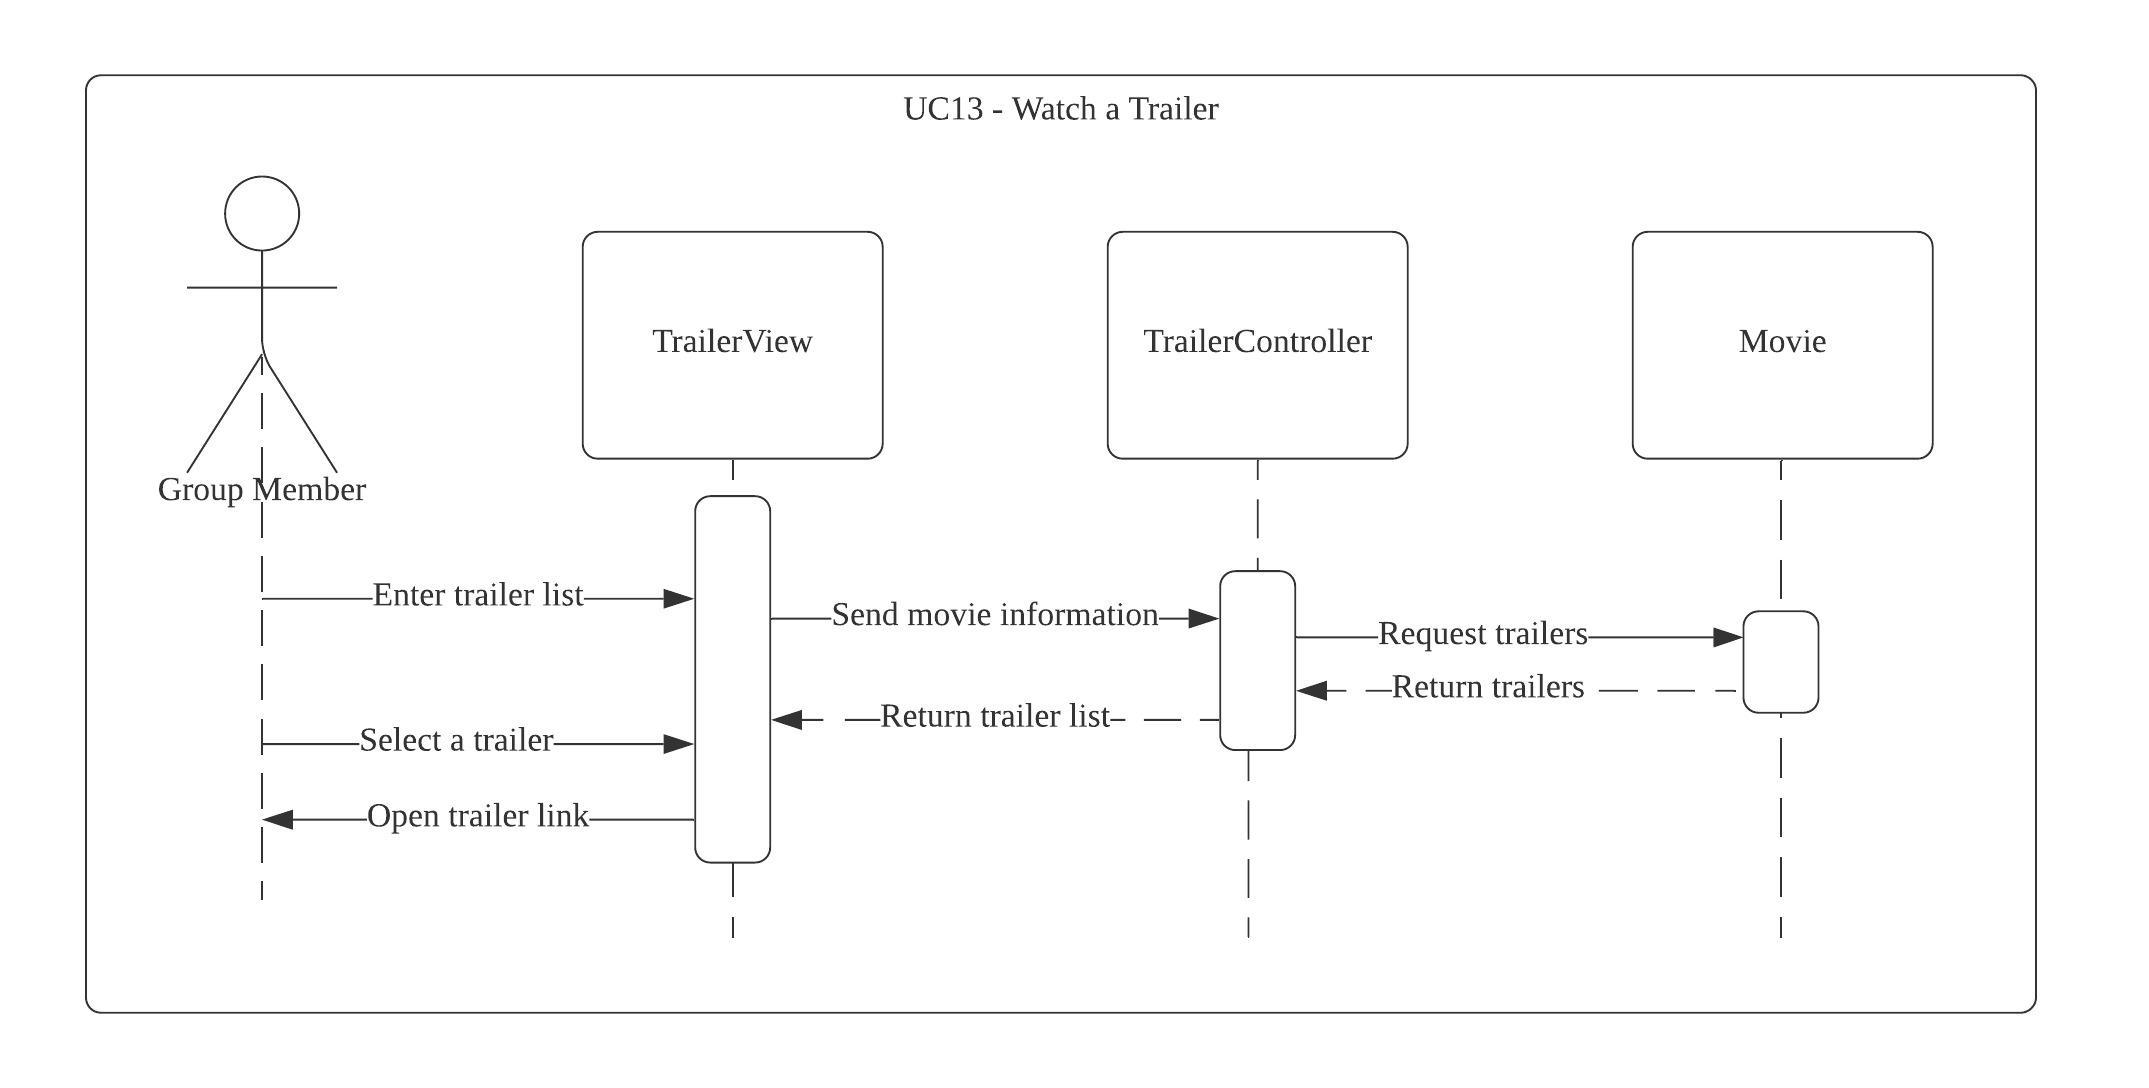 UC13 - Watch a Trailer
TrailerView
TrailerController
Movie
Group Member
Enter trailer list
Send movie information
Request trailers
Return trailers
Return trailer list
Select a trailer
Open trailer link